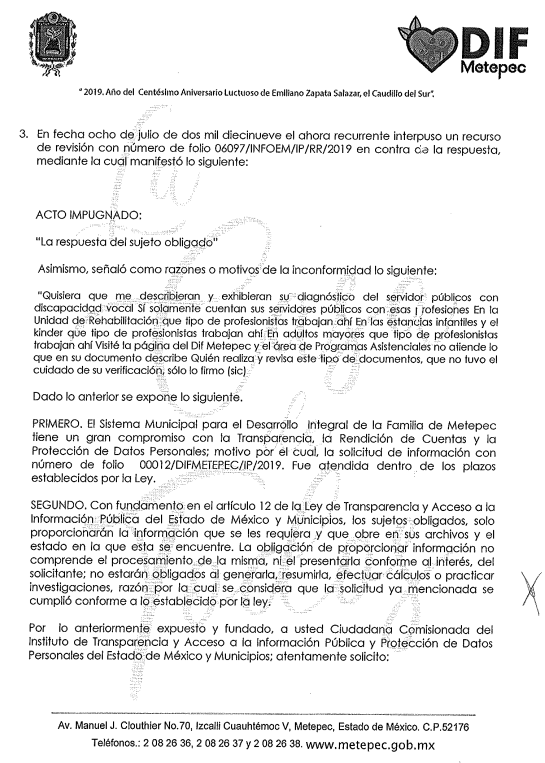 DIF
Metepec
" 2019. Año del Centésimo Aniversario Luctuoso de Emiliano Zapata Salazar, el Caudillo del Sur".
3. En fecha ocho de julio de dos mil diecinueve el ahora recurrente interpuso un recurso
de revisión con número de folio 06097/INFOEM/IP/RR/2019 en contra de la respuesta,
mediante la cual manifestó lo siguiente:
ACTO IMPUGNADO:
"La respuesta del sujeto obligado"
Asimismo, señaló como razones o motivos de la inconformidad lo siguiente:
"Quisiera que me describieran y exhibieran su diagnóstico del servidor públicos con
discapacidad vocal Sí solamente cuentan sus servidores públicos con esas profesiones En la
Unidad de Rehabilitación que tipo de profesionistas trabajan ahí En las estancias infantiles y el
kinder que tipo de profesionistas trabajan ahí En adultos mayores que tipo de profesionistas
trabajan ahí Visité la página del Dif Metepec y el área de Programas Asistenciales no atiende lo
que en su documento describe Quién realiza y revisa este tipo de documentos, que no tuvo el
cuidado de su verificación, sólo lo firmo (sic)
Dado lo anterior se expone lo siguiente.
PRIMERO. El Sistema Municipal para el Desarrollo Integral de la Familia de Metepec
tiene un gran compromiso con la Transparencia, la Rendición de Cuentas y la
Protección de Datos Personales; motivo por el cual, la solicitud de información con
número de folio 00012/DIFMETEPEC/IP/2019. Fue atendida dentro de los plazos
establecidos por la Ley.
SEGUNDO. Con fundamento en el artículo 12 de la Ley de Transparencia y Acceso a la
Información Pública del Estado de México y Municipios, los sujetos obligados, solo
proporcionarán la información que se les requiera y que obre en sus archivos y el
estado en la que esta se encuentre. La obligación de proporcionar información no
comprende el procesamiento de la misma, ni el presentarla conforme al interés, del
solicitante; no estarán obligados al generarla, resumirla, efectuar cálculos o practicar
investigaciones, razón por la cual se considera que la solicitud ya mencionada se
cumplió conforme a lo establecido por la ley.
Por lo anteriormente expuesto y fundado, a usted Ciudadana Comisionada del
Instituto de Transparencia y Acceso a la Información Pública y Protección de Datos
Personales del Estado de México y Municipios; atentamente solicito:
Av. Manuel J. Clouthier No.70, Izcalli Cuauhtémoc V, Metepec, Estado de México. C.P.52176
Teléfonos.: 2 08 26 36, 2 08 26 37 y 2 08 26 38. www.metepec.gob.mx